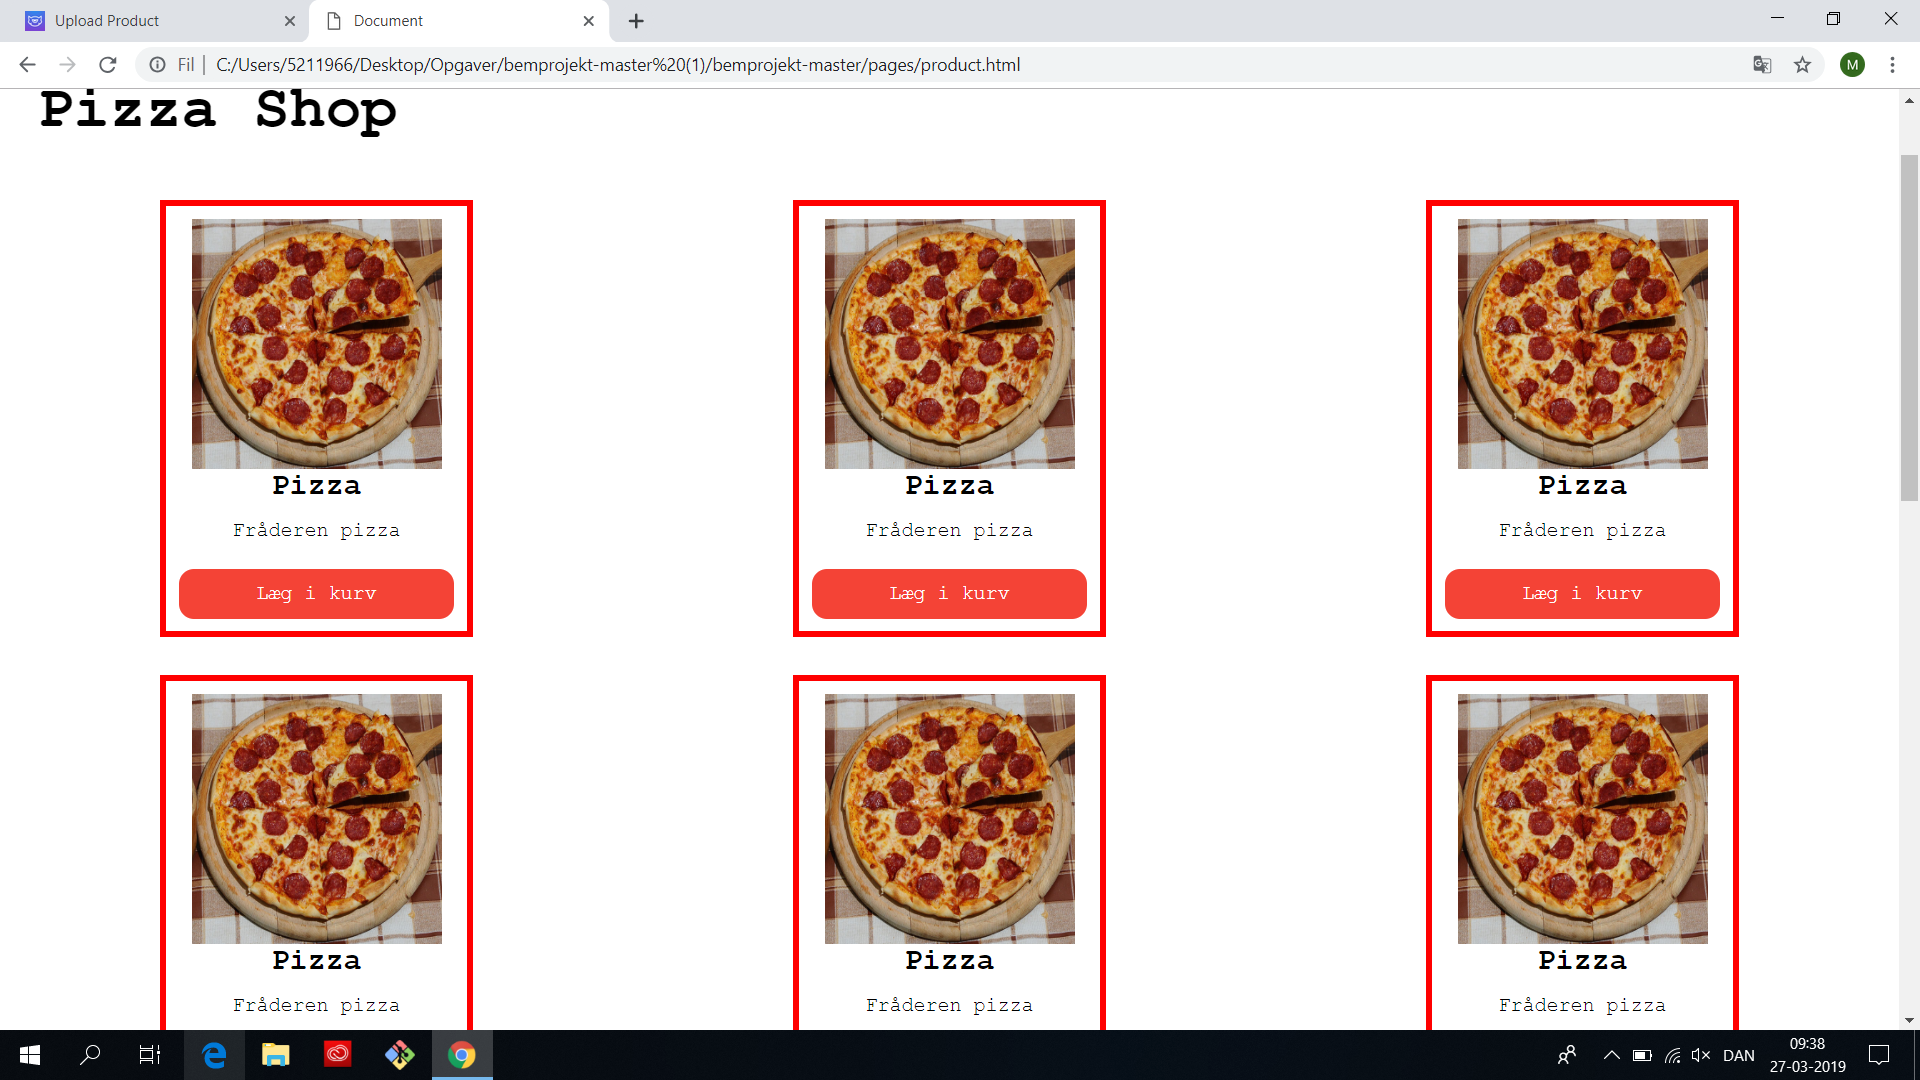 Upload Product
Document
Fil
C:/Users/5211966/Desktop/Opgaver/bemprojekt-master%20(1)/bemprojekt-master/pages/product.html
M
Pizza Shop
Pizza
Fråderen pizza
Læg i kurv
Pizza
Fråderen pizza
Læg i kurv
Pizza
Fråderen pizza
Læg i kurv
Pizza
Fråderen pizza
Pizza
Fråderen pizza
Pizza
Fråderen pizza
DAN
09:38
27-03-2019